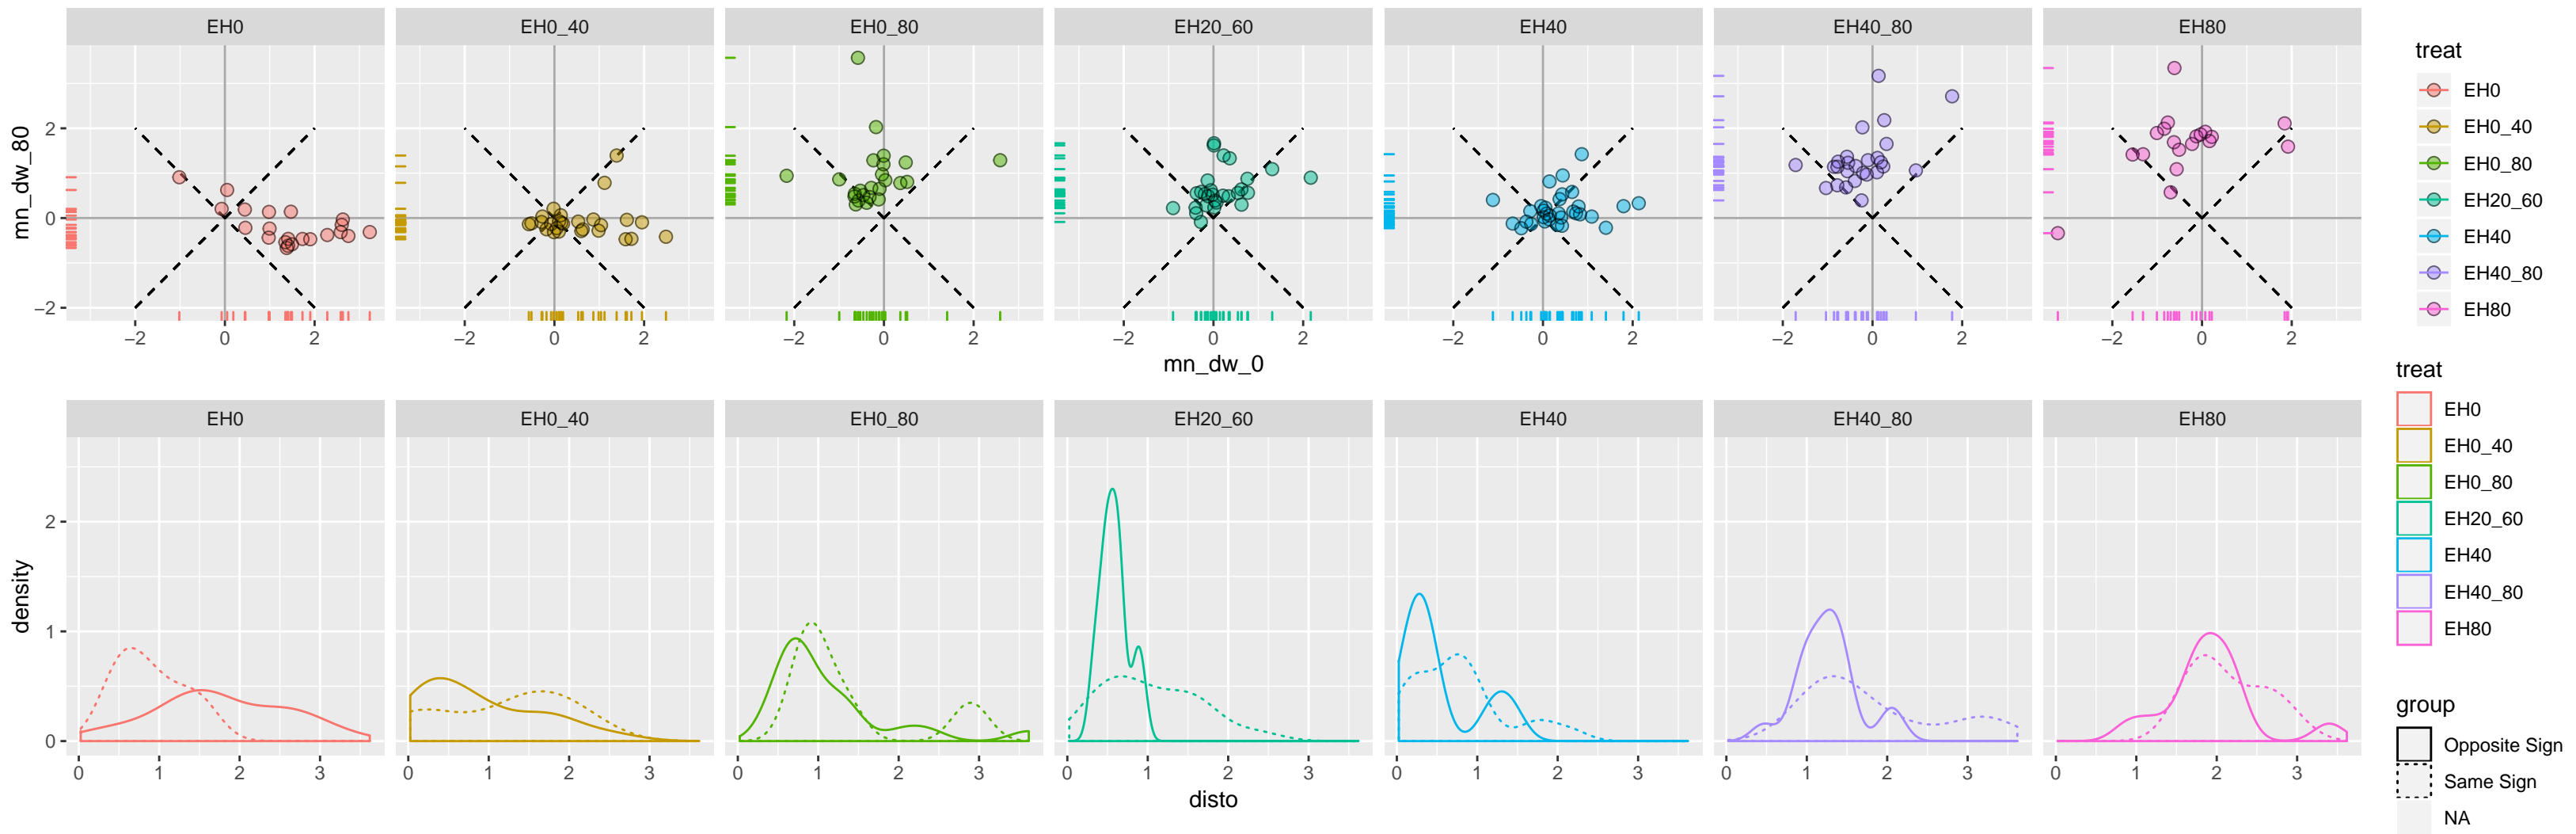 EH0 EH0_40 EH0_80 EH20_60 EH40 EH40_80 EH80
mn_dw_80
2
0
−2
−2 0 2 −2 0 2 −2 0 2 −2 0 2 −2 0 2 −2 0 2 −2 0 2
mn_dw_0
treat
EH0
EH0_40
EH0_80
EH20_60
EH40
EH40_80
EH80
EH0 EH0_40 EH0_80 EH20_60 EH40 EH40_80 EH80
density
2
1
0
0 1 2 3 0 1 2 3 0 1 2 3 0 1 2 3 0 1 2 3 0 1 2 3 0 1 2 3
disto
treat
EH0
EH0_40
EH0_80
EH20_60
EH40
EH40_80
EH80
group
Opposite Sign
Same Sign
NA